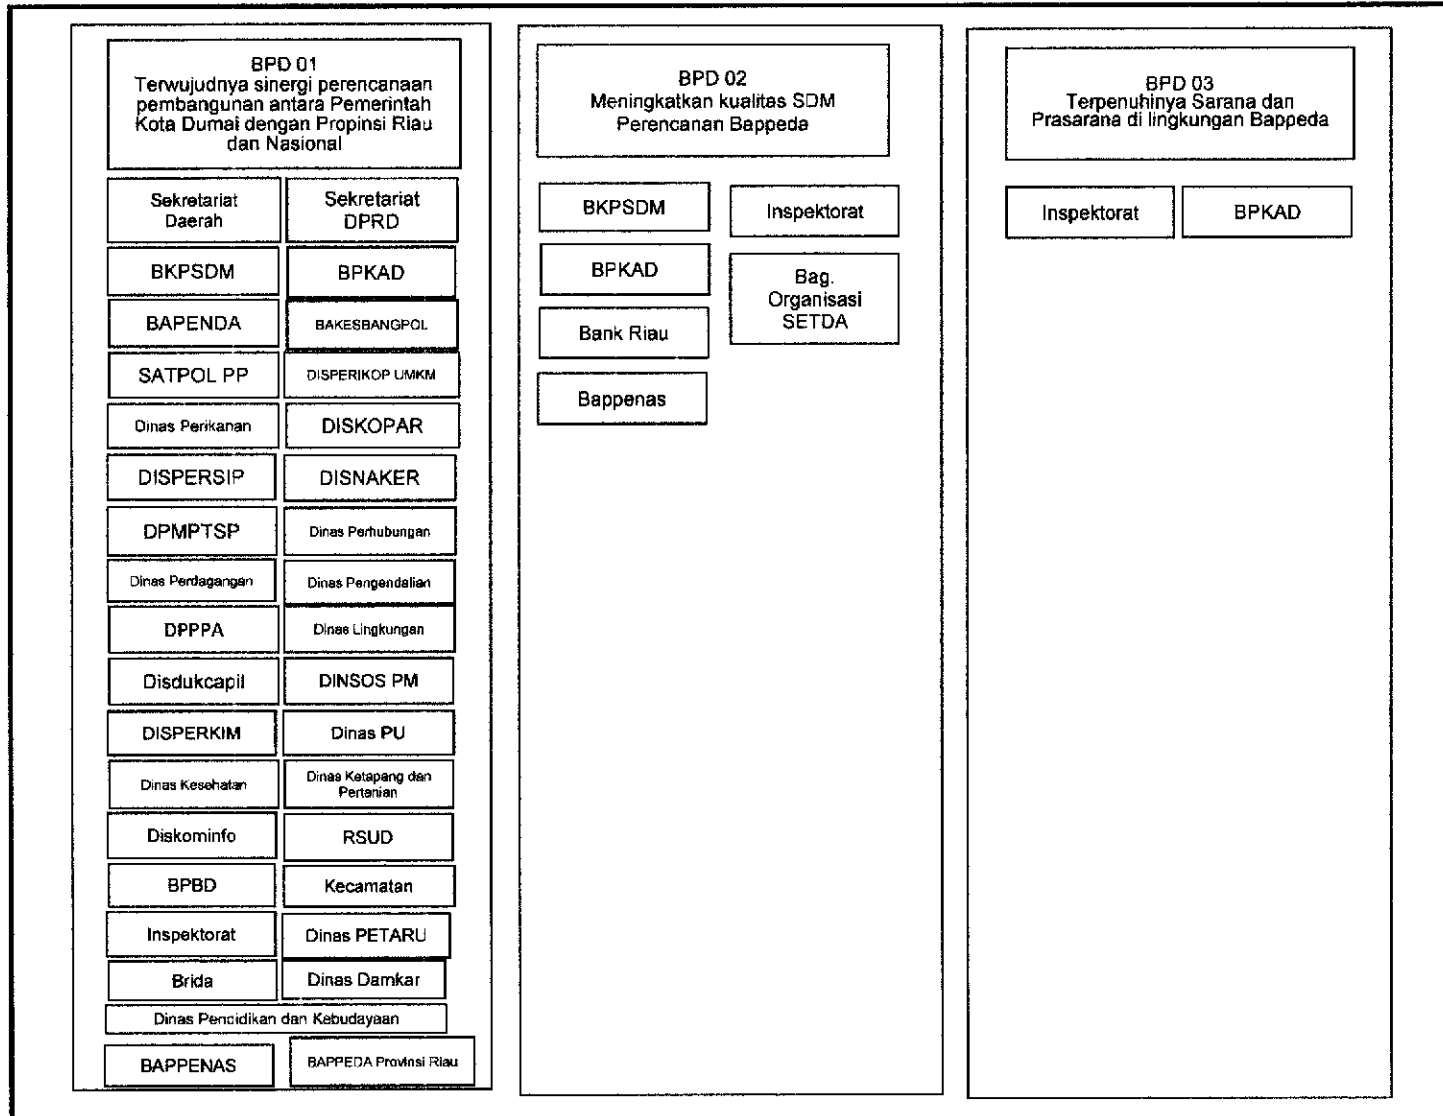 BPD 01
Terwujudnya sinergi perencanaan
pembangunan antara Pemerintah
Kota Dumai dengan Propinsi Riau
dan Nasional
Sekretariat
Daerah
Sekretariat
DPRD
BKPSDM
BPKAD
BAPENDA
BAKESBANGPOL
SATPOL PP
DISPERIKOP UMKM
Dinas Perikanan
DISKOPAR
DISPERSIP
DISNAKER
DPMPTSP
Dinas Perhubungan
Dinas Perdagangan
Dinas Pengendalian
DPPPA
Dinas Lingkungan
Disdukcapil
DINSOS PM
DISPERKIM
Dinas PU
Dinas Kesehatan
Dinas Ketapang dan
Pertanian
Diskominfo
RSUD
BPBD
Kecamatan
Inspektorat
Dinas PETARU
Brida
Dinas Damkar
Dinas Pendidikan dan Kebudayaan
BAPPENAS
BAPPEDA Provinsi Riau
BPD 02
Meningkatkan kualitas SDM
Perencanan Bappeda
BKPSDM
Inspektorat
BPKAD
Bag.
Organisasi
SETDA
Bank Riau
Bappenas
BPD 03
Terpenuhinya Sarana dan
Prasarana di lingkungan Bappeda
Inspektorat
BPKAD